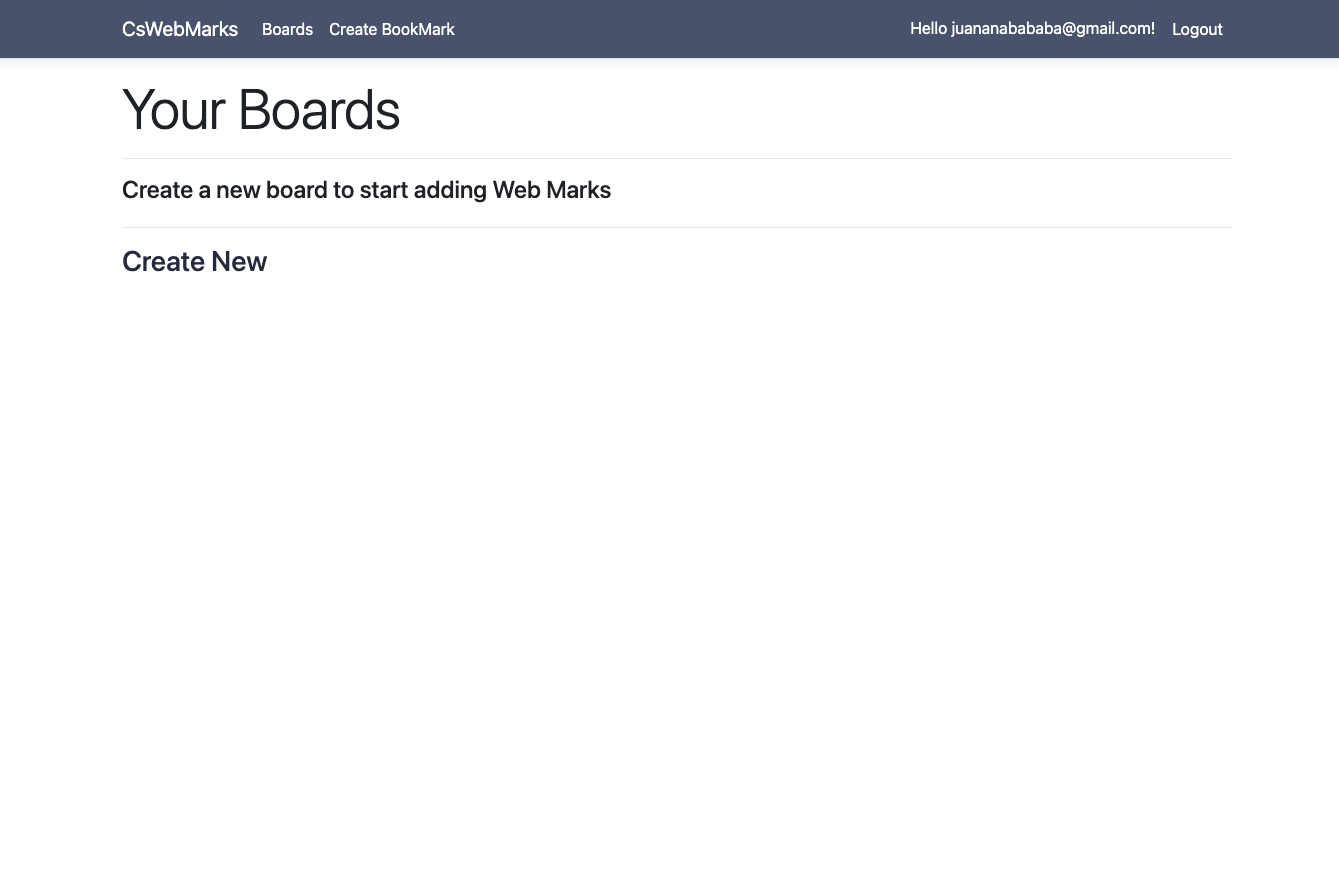 CsWebMarks Boards Create BookMark Hello juananabababa@gmail.com! Logout
Your Boards
Create a new board to start adding Web Marks
Create New